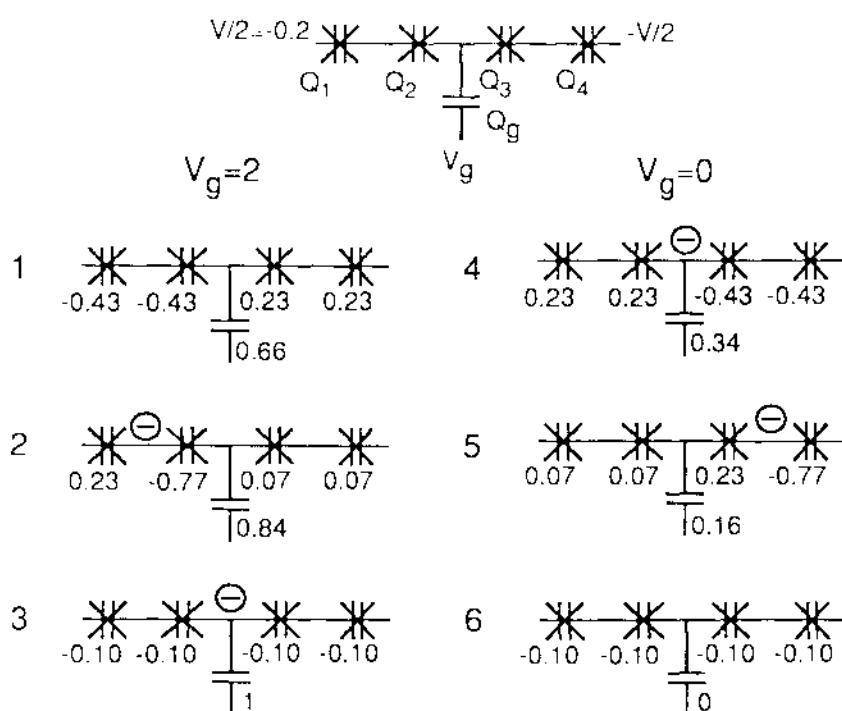 V/2=-0.2 -V/2
Q1 Q2 Q3 Q4
Qg
Vg
Vg=2 Vg=0
1 -0.43 -0.43 0.23 0.23
0.66
4 ⊖ 0.23 0.23 -0.43 -0.43
0.34
2 ⊖ 0.23 -0.77 0.07 0.07
0.84
5 ⊖ 0.07 0.07 0.23 -0.77
0.16
3 ⊖ -0.10 -0.10 -0.10 -0.10
1
6 -0.10 -0.10 -0.10 -0.10
0